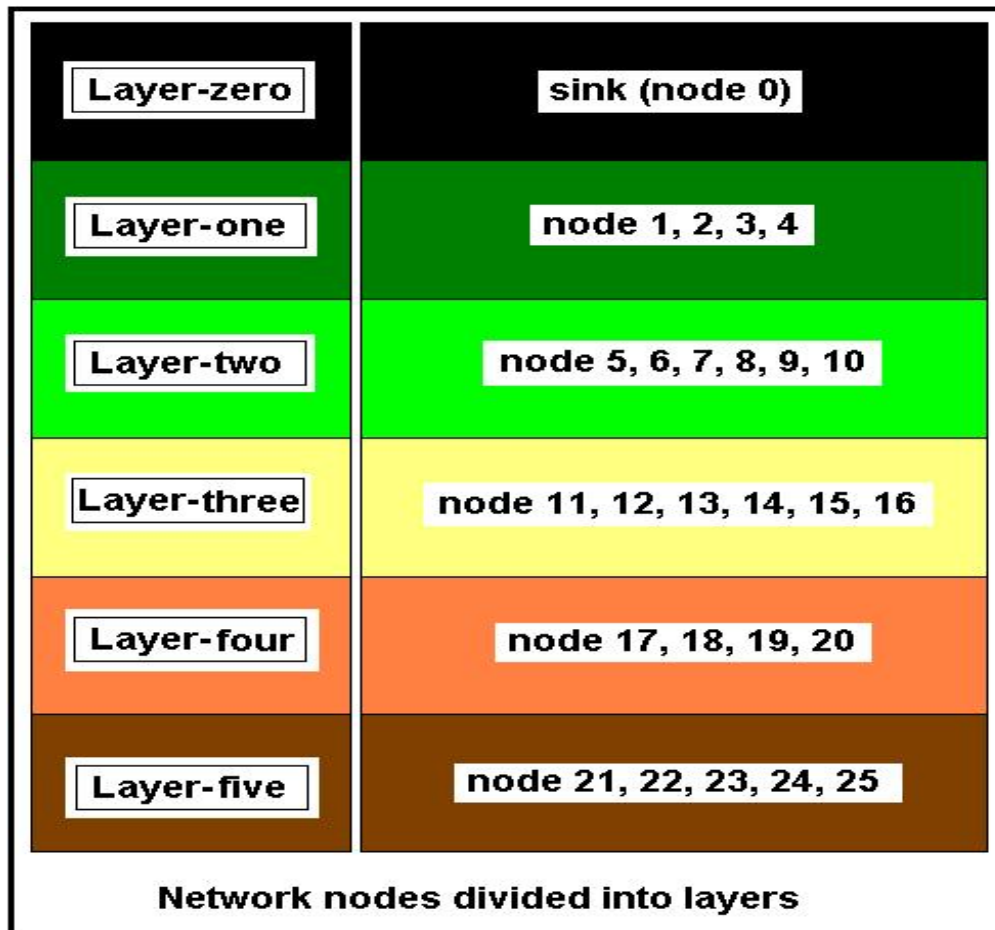 Layer-zero
sink (node 0)
Layer-one
node 1, 2, 3, 4
Layer-two
node 5, 6, 7, 8, 9, 10
Layer-three
node 11, 12, 13, 14, 15, 16
Layer-four
node 17, 18, 19, 20
Layer-five
node 21, 22, 23, 24, 25
Network nodes divided into layers